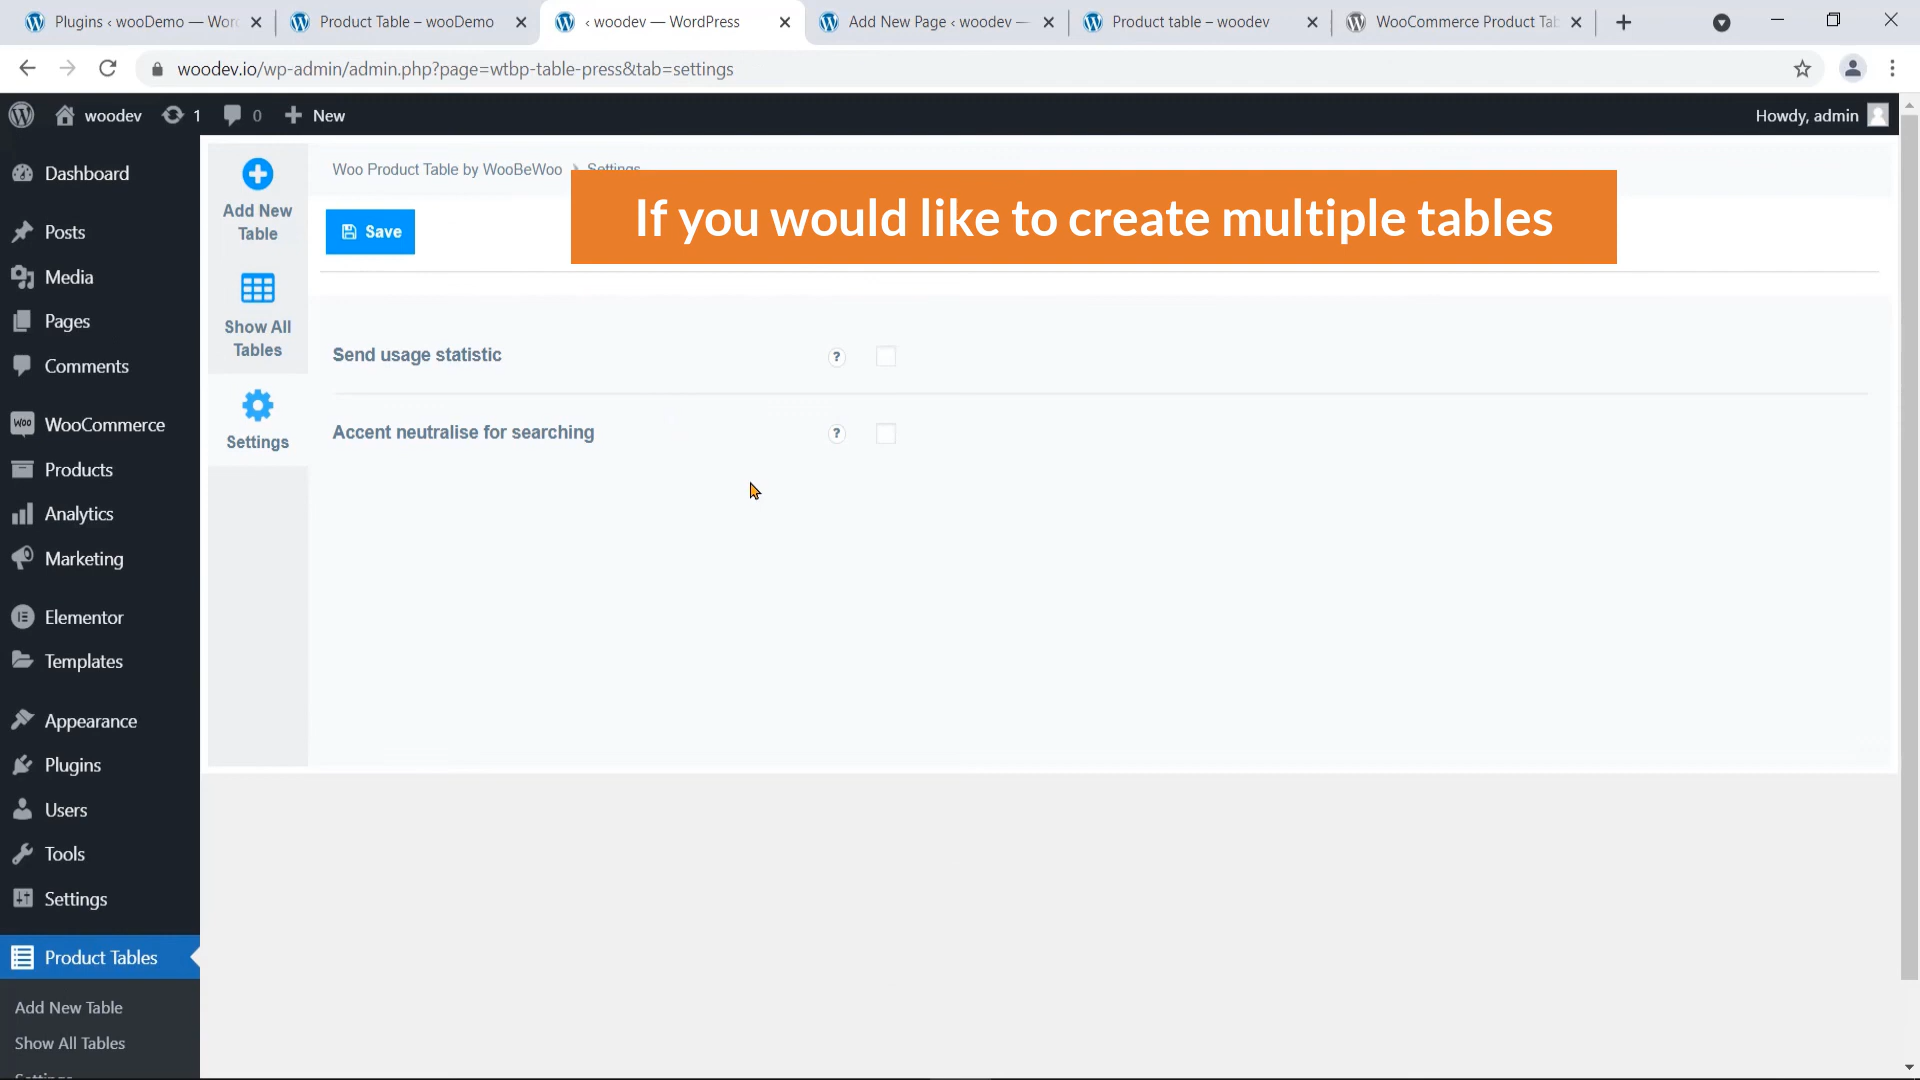 Plugins ‹ wooDemo — Wor
Product Table – wooDemo
‹ woodev — WordPress
Add New Page ‹ woodev —
Product table – woodev
WooCommerce Product Tab
woodev.io/wp-admin/admin.php?page=wtbp-table-press&tab=settings
woodev
1
0
New
Howdy, admin
Dashboard
Posts
Media
Pages
Comments
WooCommerce
Products
Analytics
Marketing
Elementor
Templates
Appearance
Plugins
Users
Tools
Settings
Product Tables
Add New Table
Show All Tables
Settings
Add New
Table
Show All
Tables
Settings
Woo Product Table by WooBeWoo
Settings
If you would like to create multiple tables
Save
Send usage statistic
?
Accent neutralise for searching
?